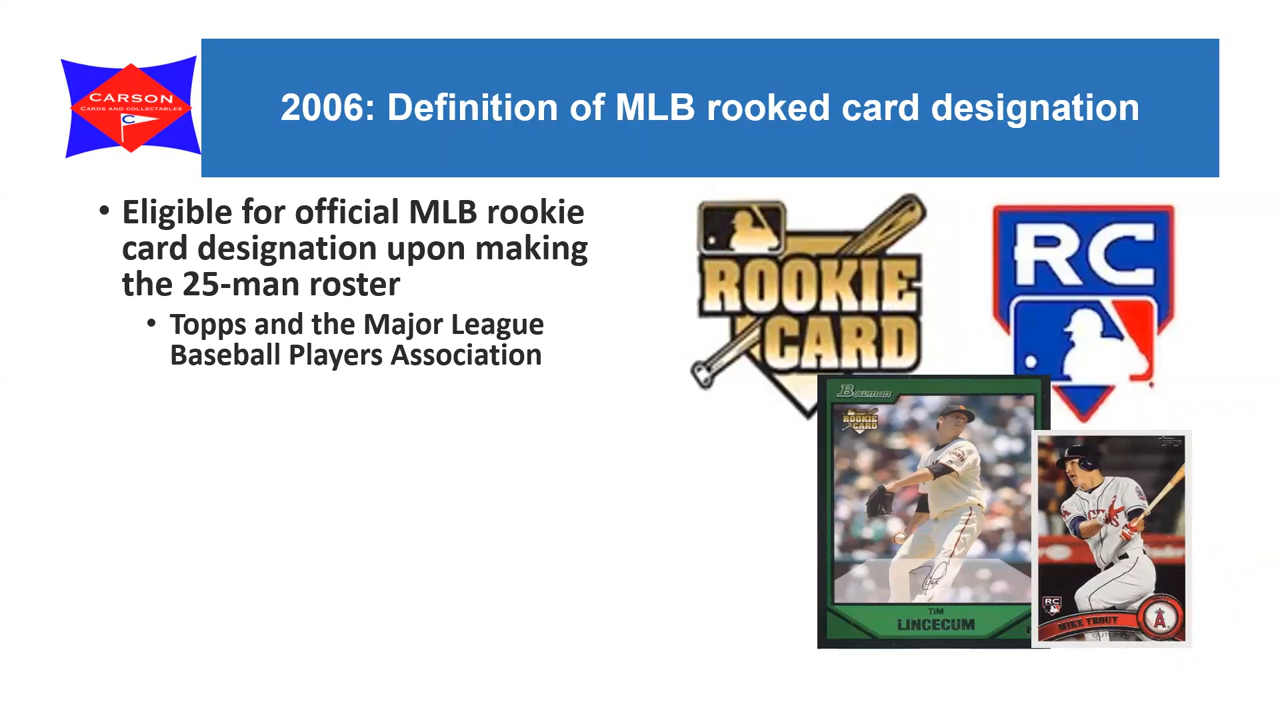 CARSON
CARDS AND COLLECTABLES
C
2006: Definition of MLB rooked card designation
• Eligible for official MLB rookie
card designation upon making
the 25-man roster
• Topps and the Major League
Baseball Players Association
ROOKIE
CARD
RC
Bowman
ROOKIE
CARD
TIM
LINCECUM
Topps
RC
MIKE TROUT
A